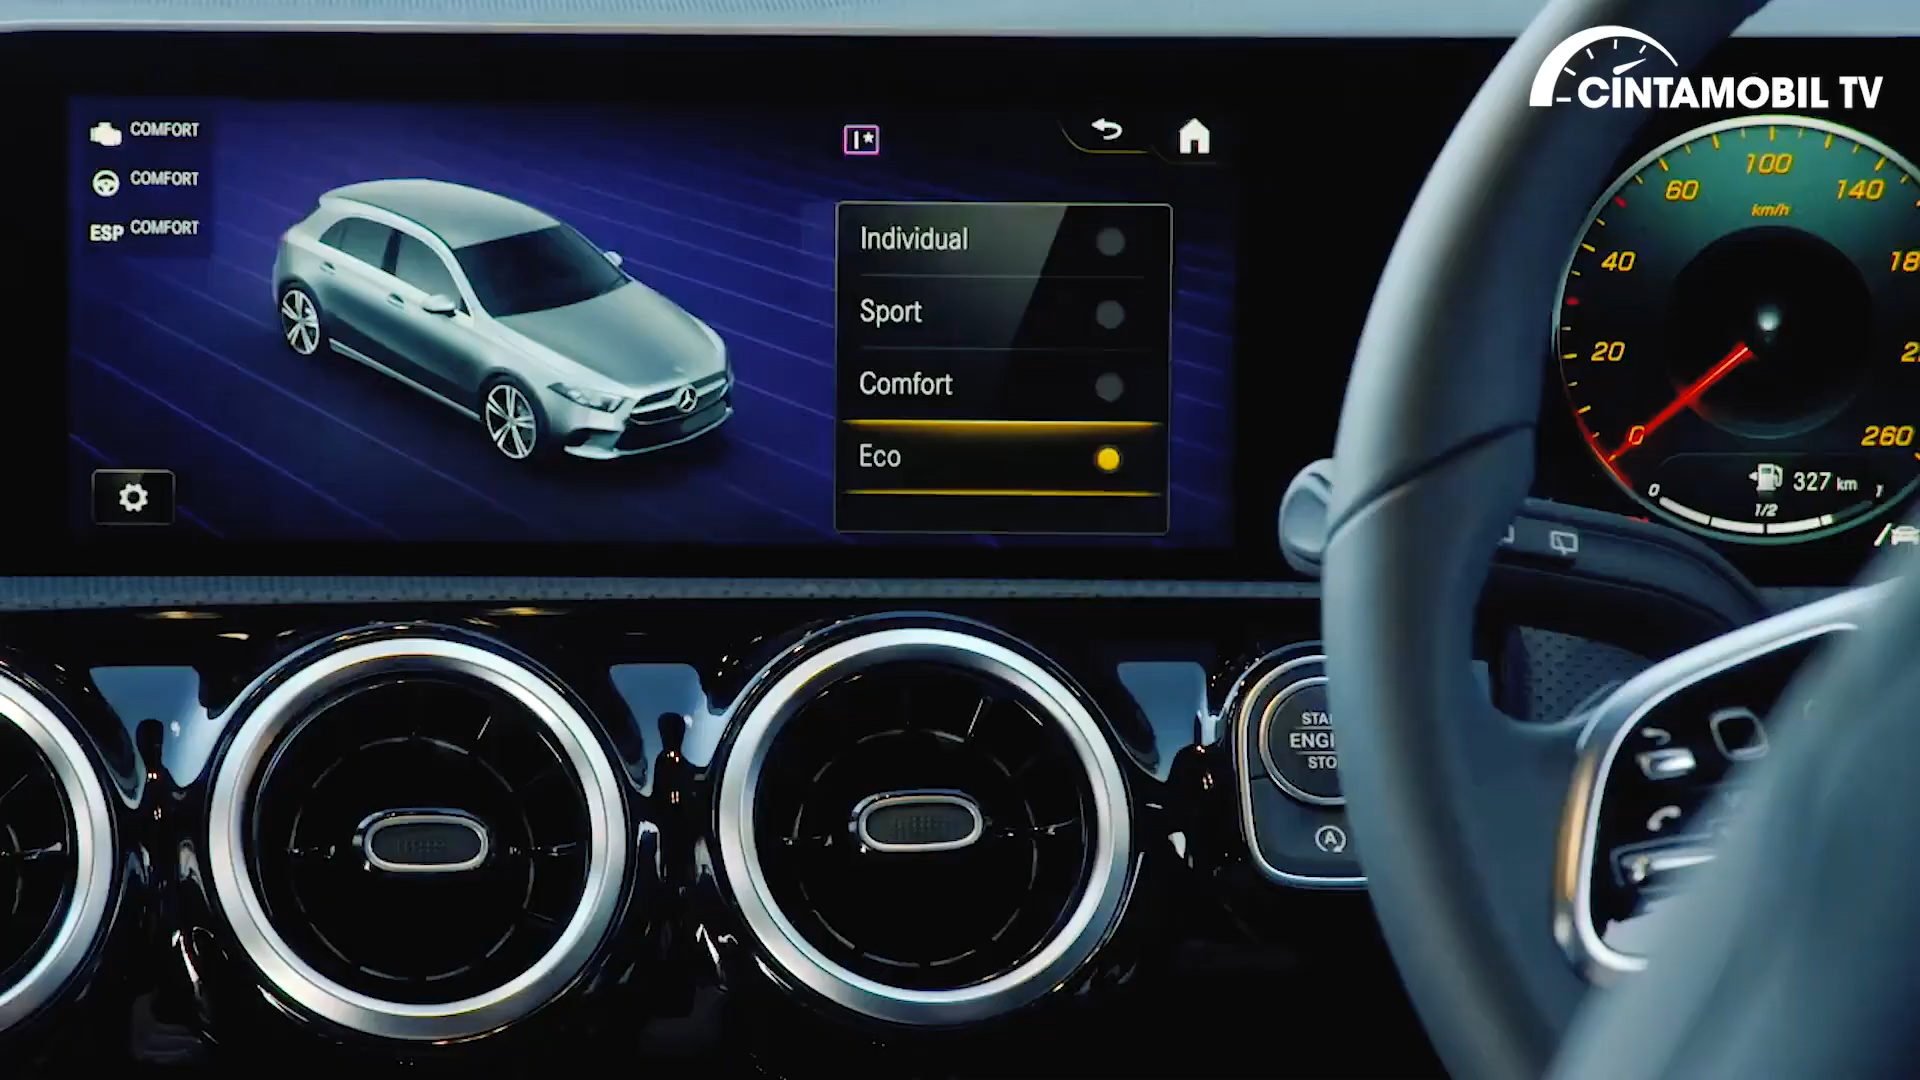 CINTAMOBIL TV
COMFORT
COMFORT
ESP COMFORT
Individual
Sport
Comfort
Eco
100
60
140
km/h
40
20
0
260
327 km
0
1/2
1